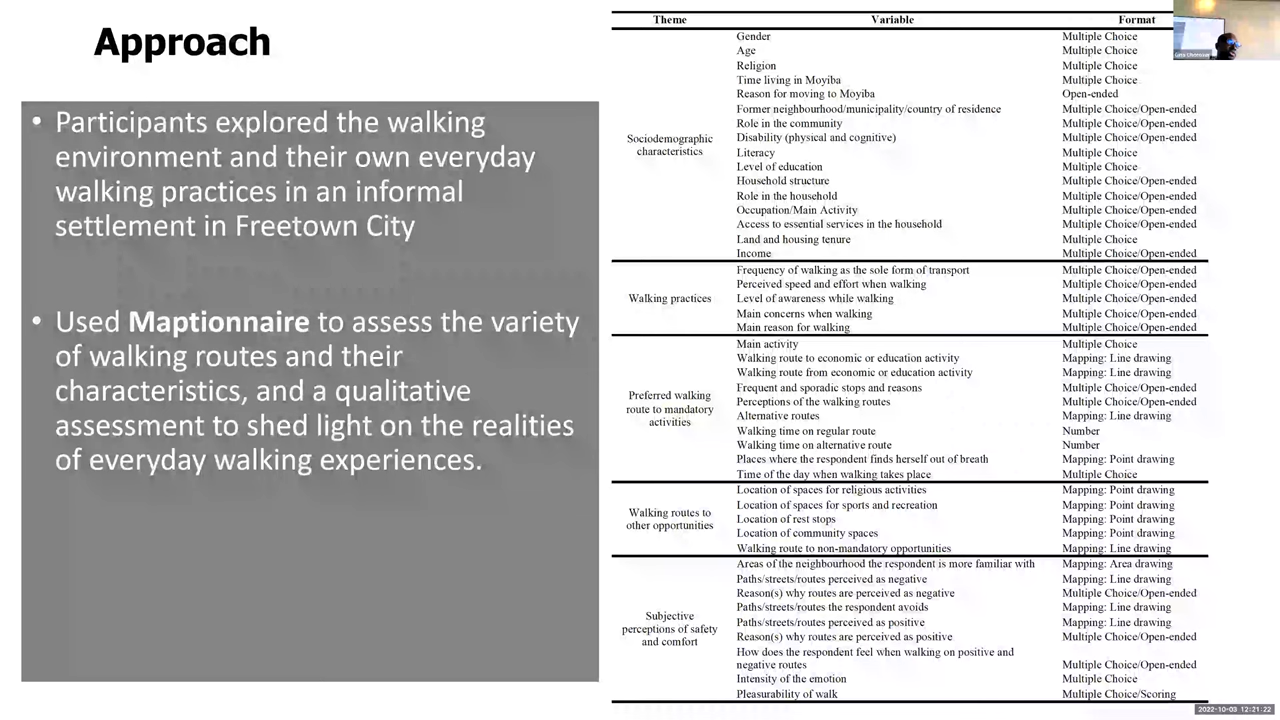 Approach
• Participants explored the walking
environment and their own everyday
walking practices in an informal
settlement in Freetown City
• Used Maptionnaire to assess the variety
of walking routes and their
characteristics, and a qualitative
assessment to shed light on the realities
of everyday walking experiences.
Theme Variable Format
Sociodemographic
characteristics
Gender Multiple Choice
Age Multiple Choice
Religion Multiple Choice
Time living in Moyiba Multiple Choice
Reason for moving to Moyiba Open-ended
Former neighbourhood/municipality/country of residence Multiple Choice/Open-ended
Role in the community Multiple Choice/Open-ended
Disability (physical and cognitive) Multiple Choice/Open-ended
Literacy Multiple Choice
Level of education Multiple Choice
Household structure Multiple Choice/Open-ended
Role in the household Multiple Choice/Open-ended
Occupation/Main Activity Multiple Choice/Open-ended
Access to essential services in the household Multiple Choice/Open-ended
Land and housing tenure Multiple Choice
Income Multiple Choice/Open-ended
Walking practices
Frequency of walking as the sole form of transport Multiple Choice/Open-ended
Perceived speed and effort when walking Multiple Choice/Open-ended
Level of awareness while walking Multiple Choice/Open-ended
Main concerns when walking Multiple Choice/Open-ended
Main reason for walking Multiple Choice/Open-ended
Preferred walking
route to mandatory
activities
Main activity Multiple Choice
Walking route to economic or education activity Mapping: Line drawing
Walking route from economic or education activity Mapping: Line drawing
Frequent and sporadic stops and reasons Multiple Choice/Open-ended
Perceptions of the walking routes Multiple Choice/Open-ended
Alternative routes Mapping: Line drawing
Walking time on regular route Number
Walking time on alternative route Number
Places where the respondent finds herself out of breath Mapping: Point drawing
Time of the day when walking takes place Multiple Choice
Walking routes to
other opportunities
Location of spaces for religious activities Mapping: Point drawing
Location of spaces for sports and recreation Mapping: Point drawing
Location of rest stops Mapping: Point drawing
Location of community spaces Mapping: Point drawing
Walking route to non-mandatory opportunities Mapping: Line drawing
Subjective
perceptions of safety
and comfort
Areas of the neighbourhood the respondent is more familiar with Mapping: Area drawing
Paths/streets/routes perceived as negative Mapping: Line drawing
Reason(s) why routes are perceived as negative Multiple Choice/Open-ended
Paths/streets/routes the respondent avoids Mapping: Line drawing
Paths/streets/routes perceived as positive Mapping: Line drawing
Reason(s) why routes are perceived as positive Multiple Choice/Open-ended
How does the respondent feel when walking on positive and
negative routes Multiple Choice/Open-ended
Intensity of the emotion Multiple Choice
Pleasurability of walk Multiple Choice/Scoring
2022-10-03 12:21:22